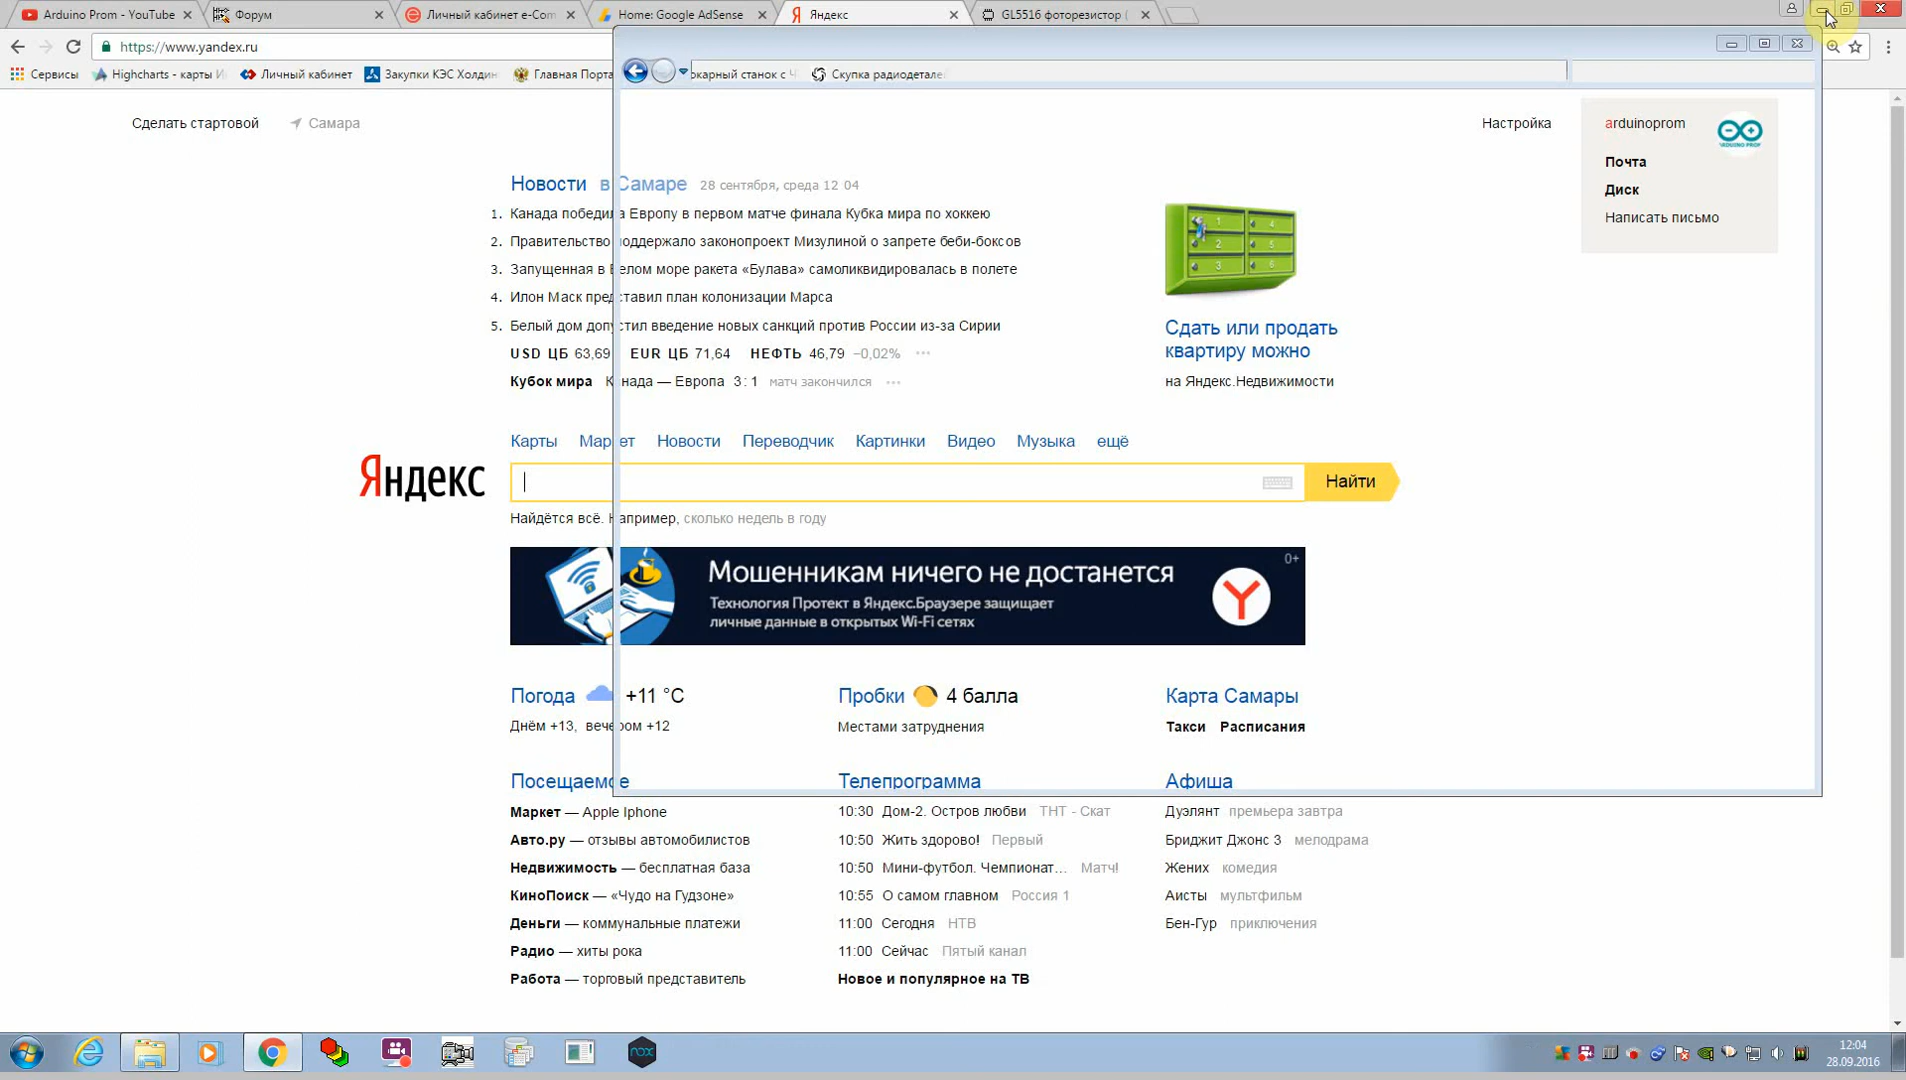 Arduino Prom - YouTube
Форум
Личный кабинет e-Com
Home: Google AdSense
Яндекс
GL5516 фоторезистор (
https://www.yandex.ru
Сервисы
Highcharts - карты И
Личный кабинет
Закупки КЭС Холдин
Главная Порта
окарный станок с Ч
Скупка радиодеталей
Сделать стартовой
Самара
Настройка
arduinoprom
Почта
Диск
Написать письмо
Новости в Самаре 28 сентября, среда 12 04
1. Канада победила Европу в первом матче финала Кубка мира по хоккею
2. Правительство поддержало законопроект Мизулиной о запрете беби-боксов
3. Запущенная в Белом море ракета «Булава» самоликвидировалась в полете
4. Илон Маск представил план колонизации Марса
5. Белый дом допустил введение новых санкций против России из-за Сирии
USD ЦБ 63,69 EUR ЦБ 71,64 НЕФТЬ 46,79 −0,02% ···
Кубок мира Канада — Европа 3:1 матч закончился ···
Сдать или продать
квартиру можно
на Яндекс.Недвижимости
Карты Маркет Новости Переводчик Картинки Видео Музыка ещё
Яндекс
Найти
Найдётся всё. Например, сколько недель в году
Мошенникам ничего не достанется
Технология Протект в Яндекс.Браузере защищает
личные данные в открытых Wi-Fi сетях
0+
Погода +11 °C
Днём +13, вечером +12
Пробки 4 балла
Местами затруднения
Карта Самары
Такси Расписания
Посещаемое
Маркет — Apple Iphone
Авто.ру — отзывы автомобилистов
Недвижимость — бесплатная база
КиноПоиск — «Чудо на Гудзоне»
Деньги — коммунальные платежи
Радио — хиты рока
Работа — торговый представитель
Телепрограмма
10:30 Дом-2. Остров любви ТНТ - Скат
10:50 Жить здорово! Первый
10:50 Мини-футбол. Чемпионат... Матч!
10:55 О самом главном Россия 1
11:00 Сегодня НТВ
11:00 Сейчас Пятый канал
Новое и популярное на ТВ
Афиша
Дуэлянт премьера завтра
Бриджит Джонс 3 мелодрама
Жених комедия
Аисты мультфильм
Бен-Гур приключения
nox
12:04
28.09.2016